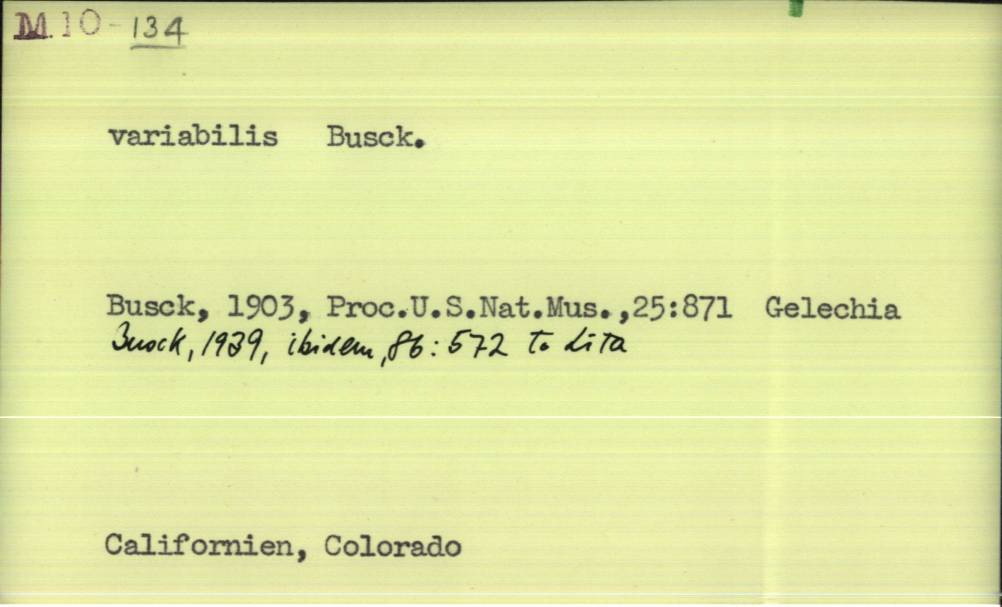 M 10-134
variabilis Busck.
Busck, 1903, Proc.U.S.Nat.Mus.,25:871 Gelechia
Busck, 1939, ibidem, 86: 572 to Lita
Californien, Colorado